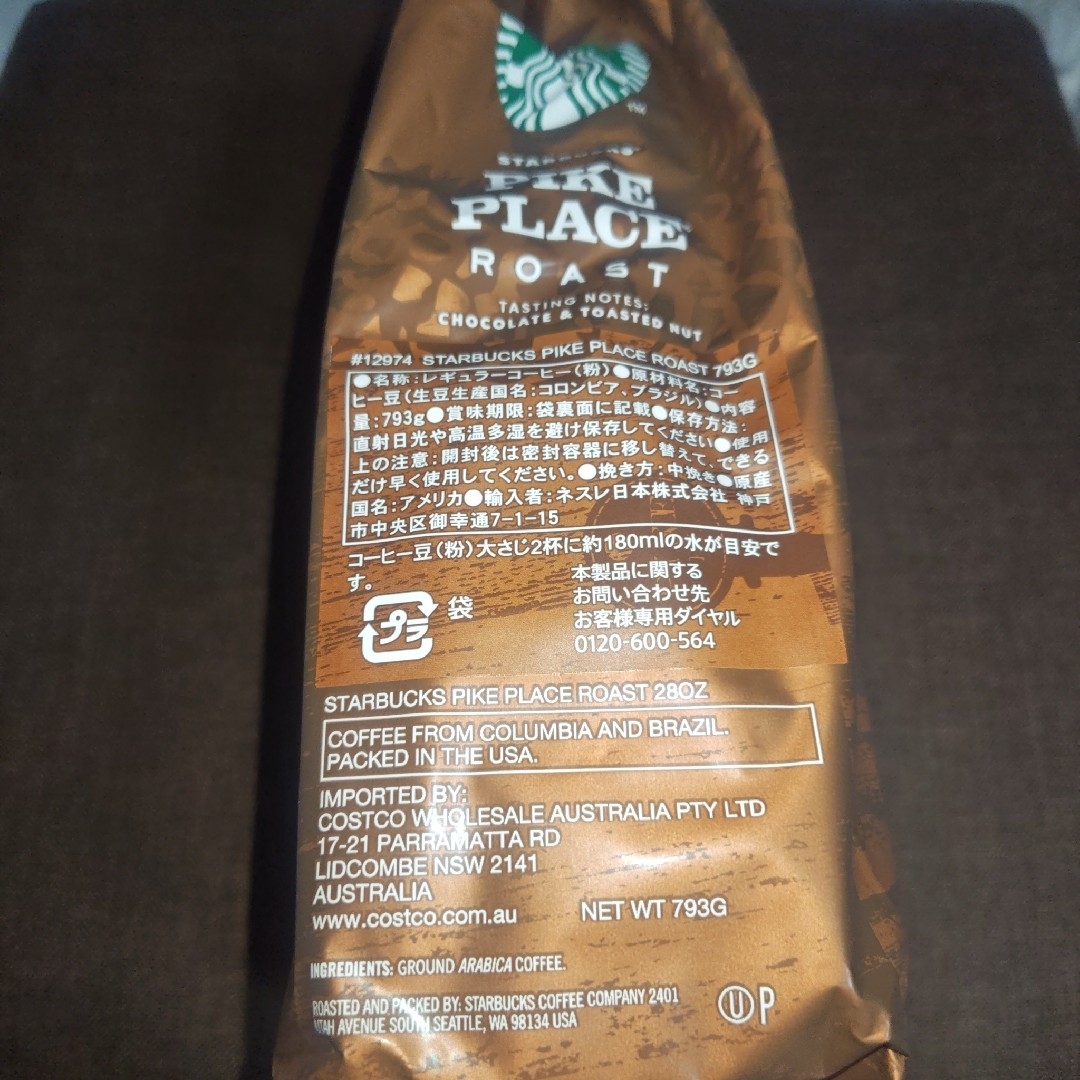 STARBUCKS
PIKE
PLACE
ROAST
TASTING NOTES:
CHOCOLATE & TOASTED NUT
#12974 STARBUCKS PIKE PLACE ROAST 793G
●名称:レギュラーコーヒー(粉)●原材料名:コー
ヒー豆(生豆生産国名:コロンビア、ブラジル)●内容
量:793g●賞味期限:袋裏面に記載●保存方法:
直射日光や高温多湿を避け保存してください●使用
上の注意:開封後は密封容器に移し替えて、できる
だけ早く使用してください。●挽き方:中挽き●原産
国名:アメリカ●輸入者:ネスレ日本株式会社 神戸
市中央区御幸通7-1-15
コーヒー豆(粉)大さじ2杯に約180mlの水が目安で
す。
プラ 袋
本製品に関する
お問い合わせ先
お客様専用ダイヤル
0120-600-564
STARBUCKS PIKE PLACE ROAST 28OZ
COFFEE FROM COLUMBIA AND BRAZIL.
PACKED IN THE USA.
IMPORTED BY:
COSTCO WHOLESALE AUSTRALIA PTY LTD
17-21 PARRAMATTA RD
LIDCOMBE NSW 2141
AUSTRALIA
www.costco.com.au
NET WT 793G
INGREDIENTS: GROUND ARABICA COFFEE.
ROASTED AND PACKED BY: STARBUCKS COFFEE COMPANY 2401
UTAH AVENUE SOUTH SEATTLE, WA 98134 USA
U P